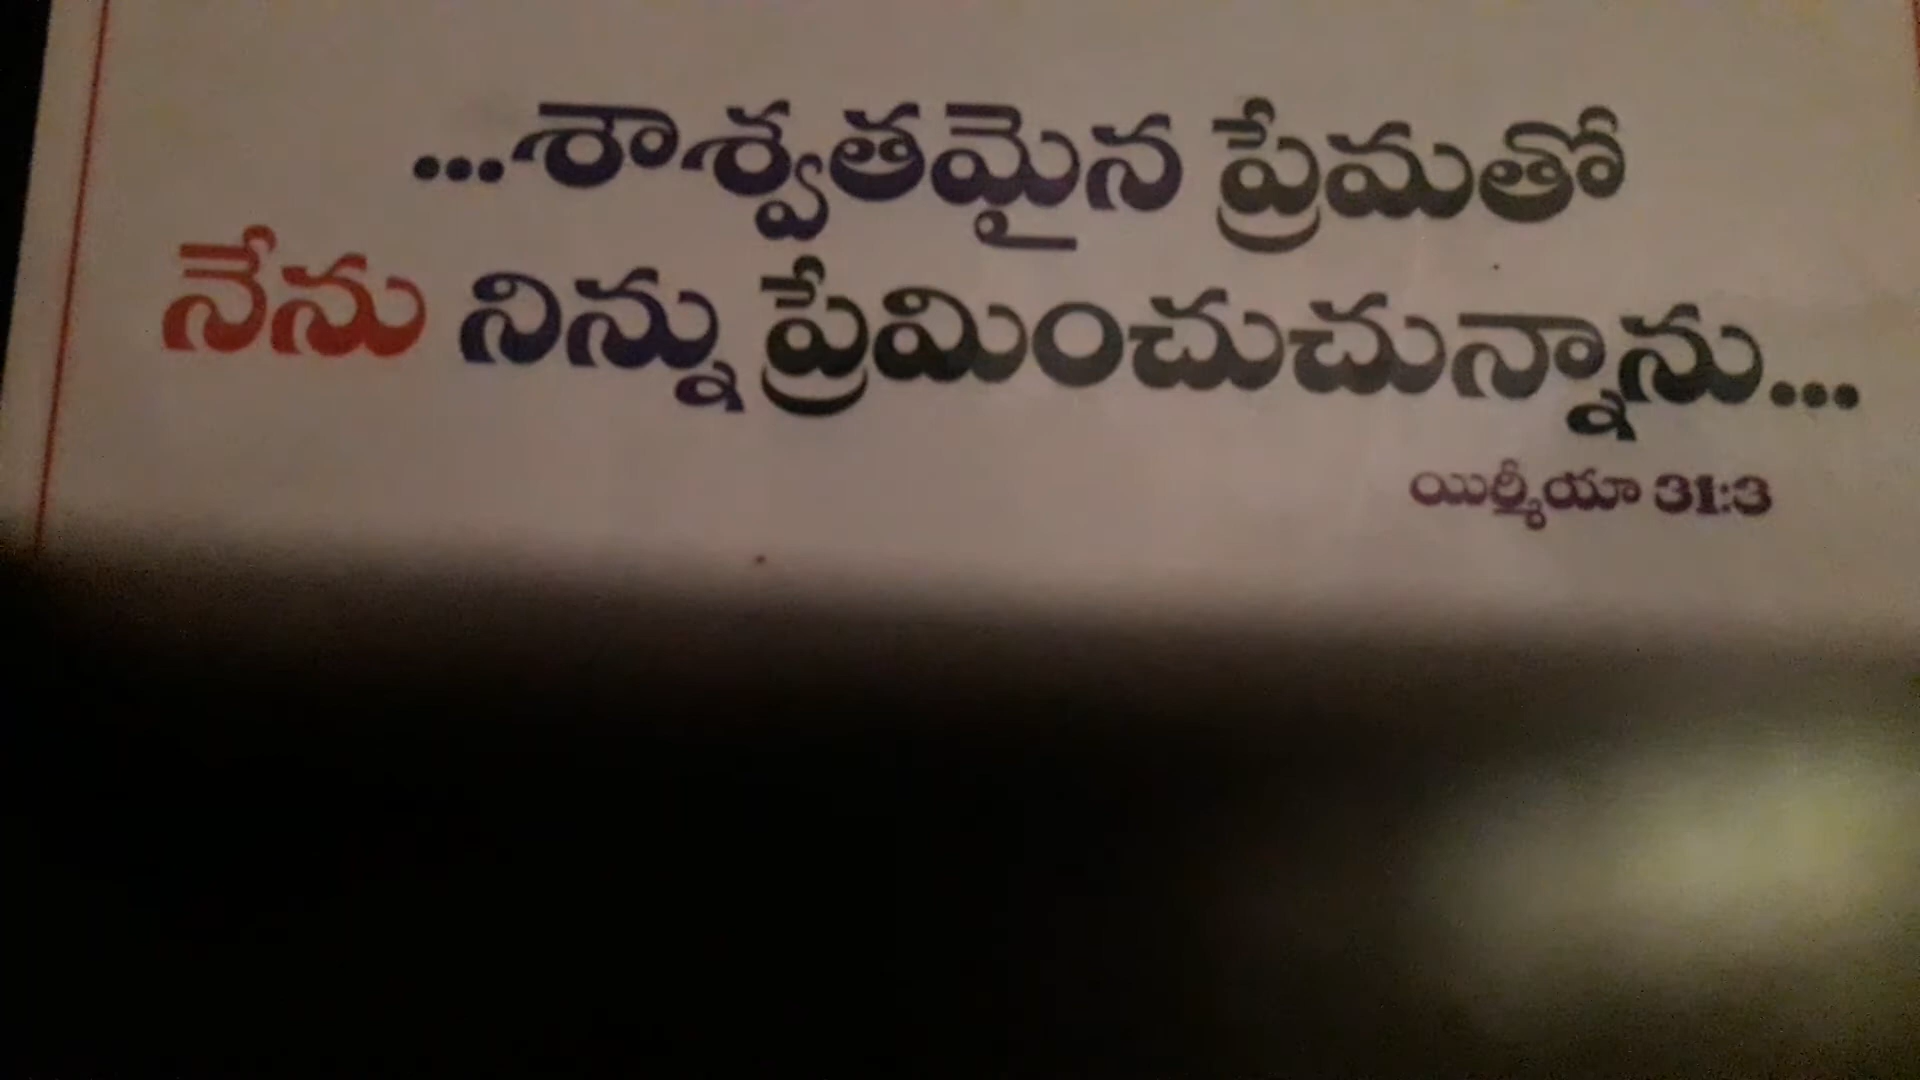 ...శాశ్వతమైన ప్రేమతో
నేను నిన్ను ప్రేమించుచున్నాను...
యిర్మీయా 31:3